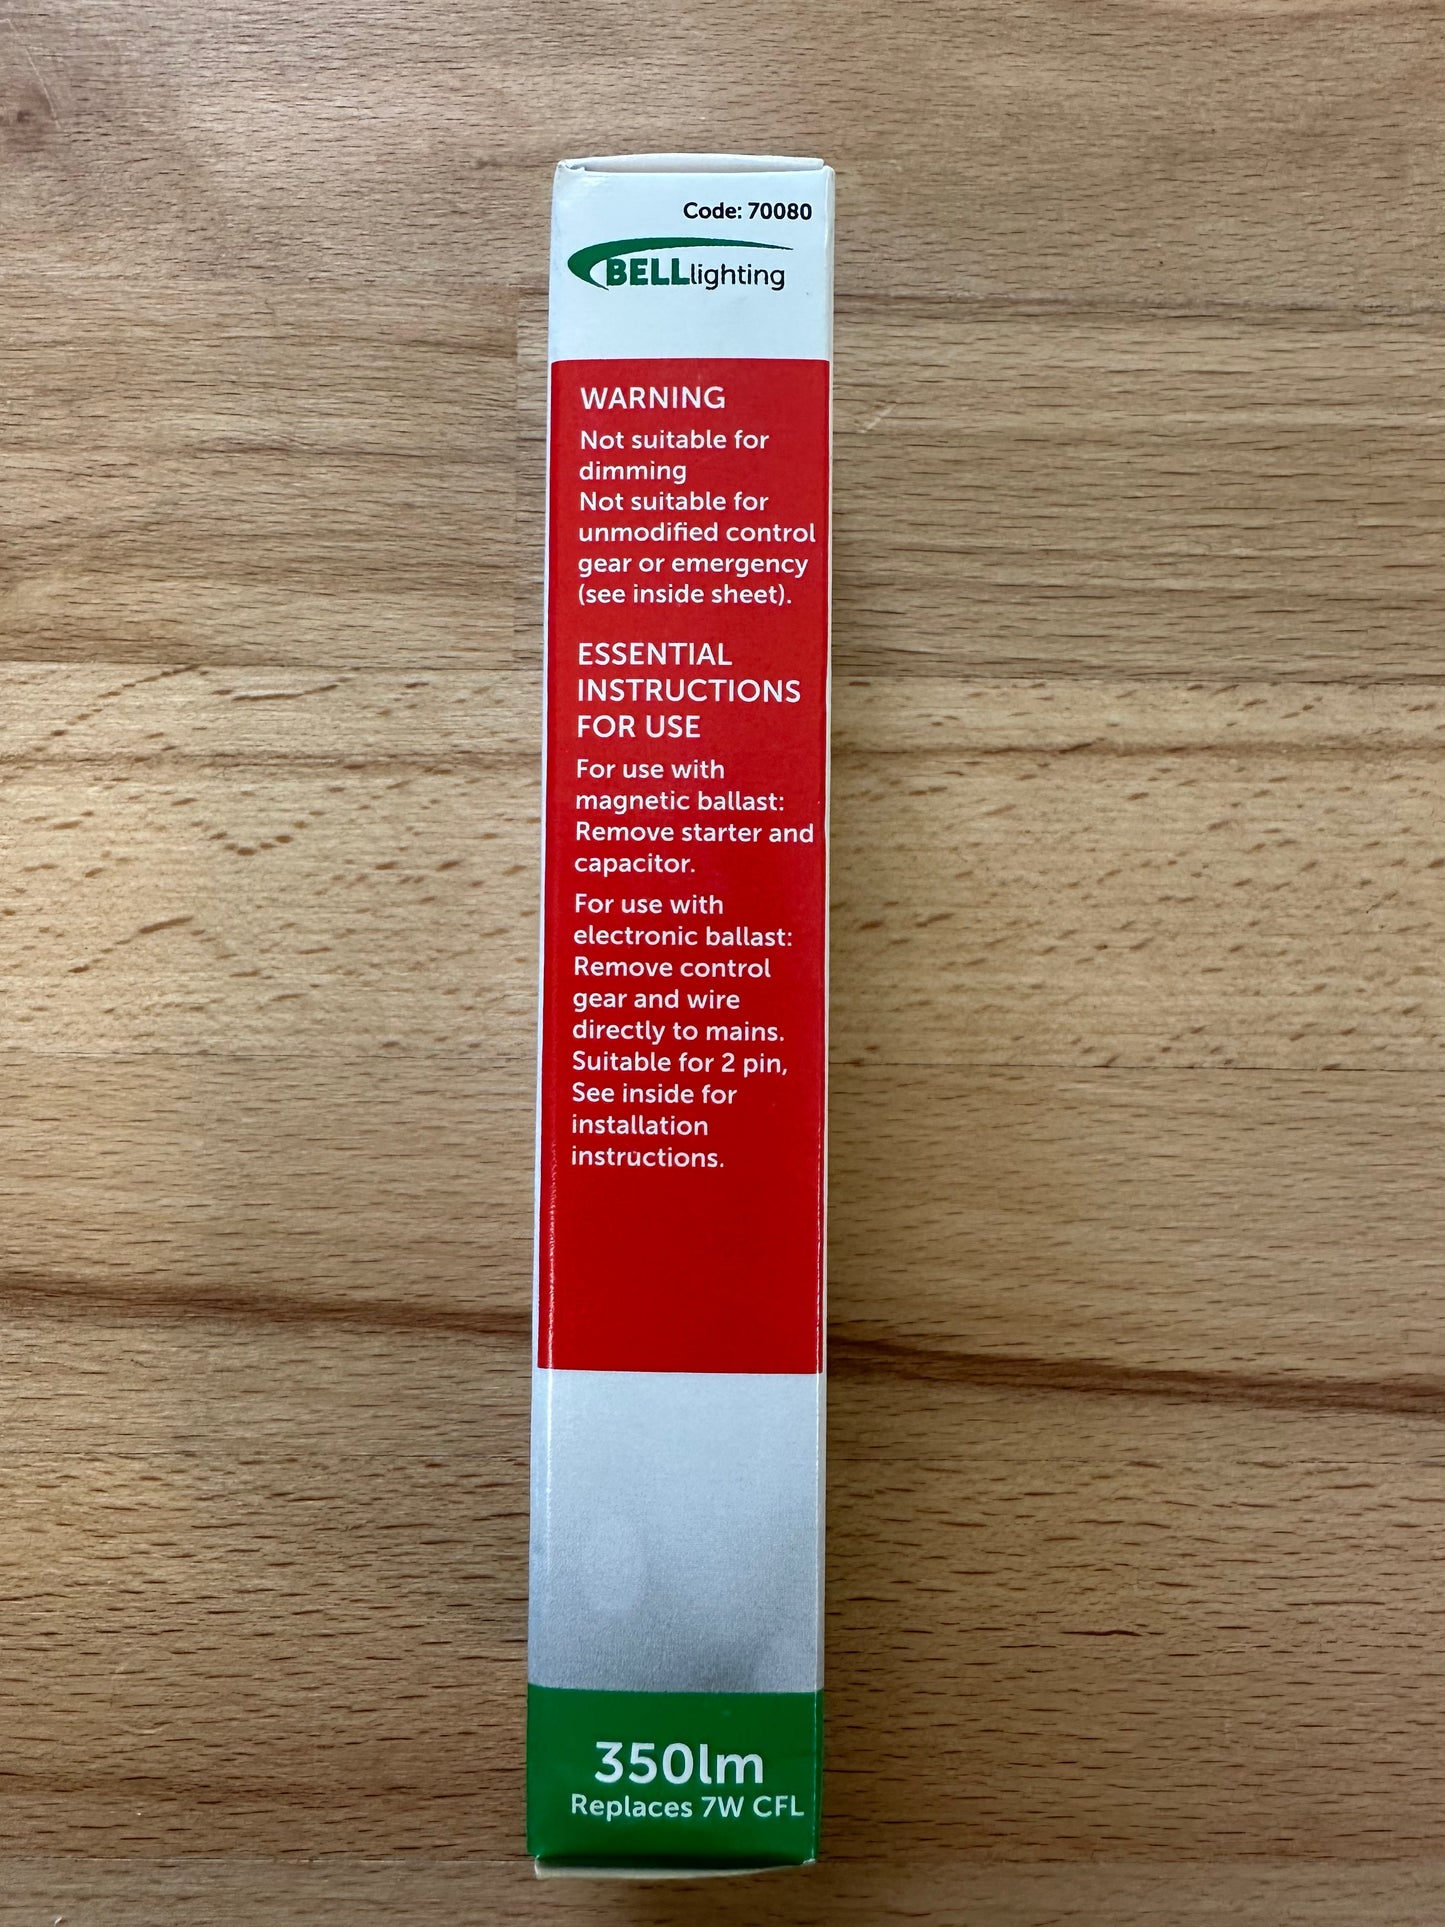 Code: 70080
BELLlighting
WARNING
Not suitable for
dimming
Not suitable for
unmodified control
gear or emergency
(see inside sheet).
ESSENTIAL
INSTRUCTIONS
FOR USE
For use with
magnetic ballast:
Remove starter and
capacitor.
For use with
electronic ballast:
Remove control
gear and wire
directly to mains.
Suitable for 2 pin,
See inside for
installation
instructions.
350lm
Replaces 7W CFL